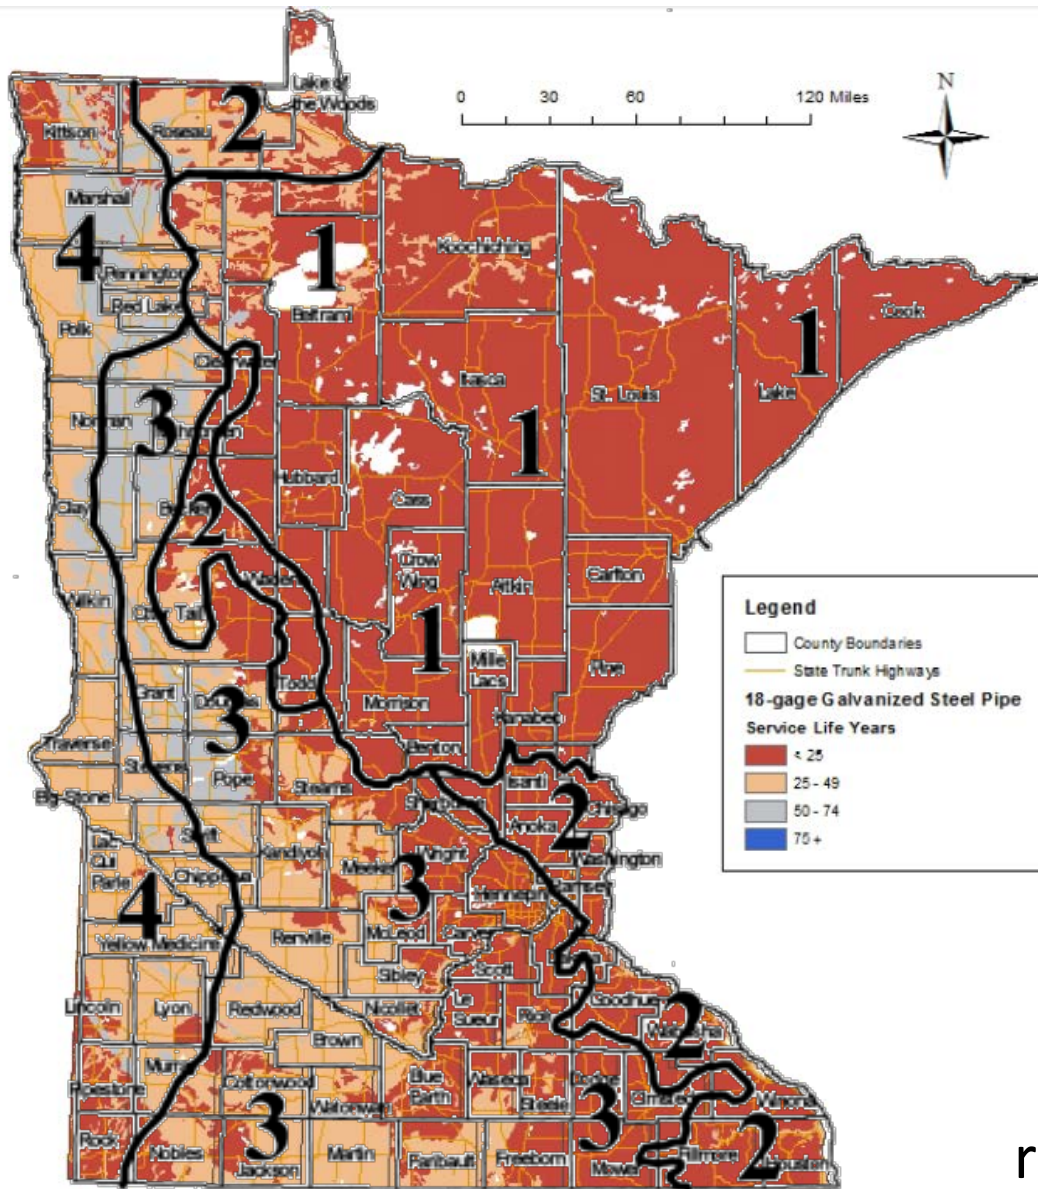 N
0 30 60 120 Miles
Lake of
the Woods
2
Kittson
Roseau
Marshall
4
1
Koochiching
Pennington
Red Lake
Beltrami
Cook
Polk
1
Clearwater
Itasca
St. Louis
Lake
Norman
3
1
Hubbard
Cass
Clay
Becker
2
Crow
Wing
Aitkin
Carlton
Wilkin
Otter Tail
Wadena
1
Mille
Lacs
Pine
Grant
Douglas
Todd
Morrison
3
Kanabec
Traverse
Stevens
Pope
Benton
Stearns
Isanti
Big Stone
Sherburne
2
Chisago
Anoka
Swift
Lac
Qui
Parle
Kandiyohi
Meeker
Wright
Washington
Chippewa
3
Hennepin
Ramsey
4
McLeod
Carver
Yellow Medicine
Renville
Scott
Sibley
Goodhue
Lincoln
Lyon
Redwood
Nicollet
Le
Sueur
Rice
2
Wabasha
Brown
Murray
Pipestone
Cottonwood
Watonwan
Blue
Earth
Waseca
Steele
Dodge
Olmsted
Winona
3
3
2
Rock
Nobles
Jackson
Martin
Faribault
Freeborn
Mower
Fillmore
Houston
Legend
County Boundaries
State Trunk Highways
18-gage Galvanized Steel Pipe
Service Life Years
< 25
25 - 49
50 - 74
75 +
r